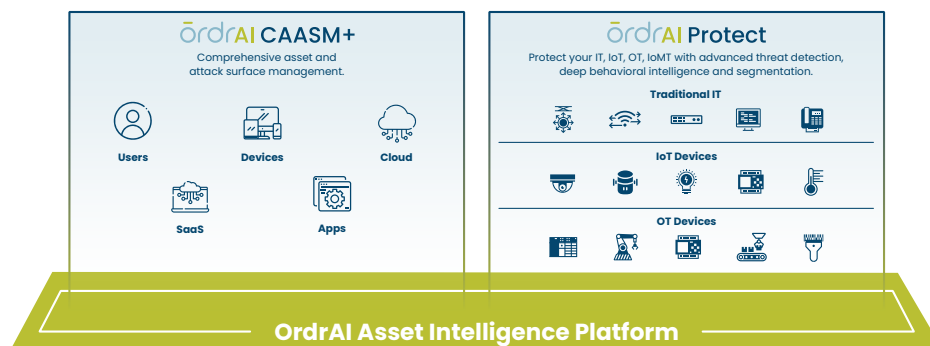 ōrdrAI CAASM+
Comprehensive asset and
attack surface management.
Users
Devices
Cloud
SaaS
Apps
ōrdrAI Protect
Protect your IT, IoT, OT, IoMT with advanced threat detection,
deep behavioral intelligence and segmentation.
Traditional IT
IoT Devices
OT Devices
OrdrAI Asset Intelligence Platform